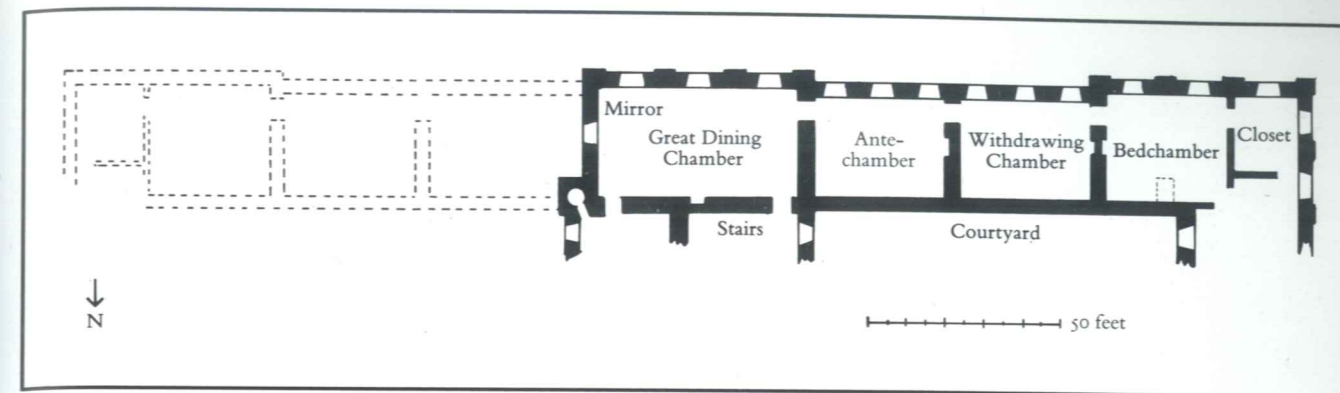 Mirror
Great Dining
Chamber
Ante-
chamber
Withdrawing
Chamber
Bedchamber
Closet
Stairs
Courtyard
N
50 feet